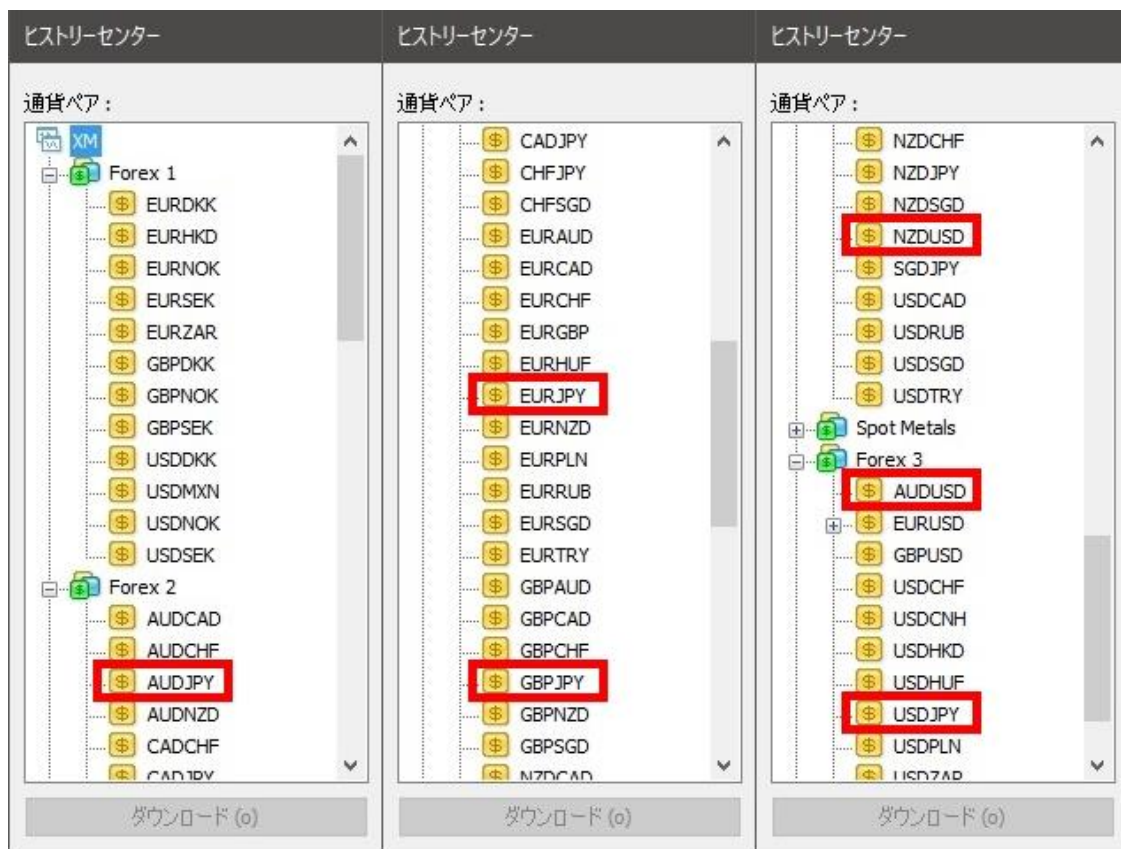 ヒストリーセンター
通貨ペア:
XM
Forex 1
EURDKK
EURHKD
EURNOK
EURSEK
EURZAR
GBPDKK
GBPNOK
GBPSEK
USDDKK
USDMXN
USDNOK
USDSEK
Forex 2
AUDCAD
AUDCHF
AUDJPY
AUDNZD
CADCHF
CADJPY
ダウンロード (o)
ヒストリーセンター
通貨ペア:
CADJPY
CHFJPY
CHFSGD
EURAUD
EURCAD
EURCHF
EURGBP
EURHUF
EURJPY
EURNZD
EURPLN
EURRUB
EURSGD
EURTRY
GBPAUD
GBPCAD
GBPCHF
GBPJPY
GBPNZD
GBPSGD
NZDCAD
ダウンロード (o)
ヒストリーセンター
通貨ペア:
NZDCHF
NZDJPY
NZDSGD
NZDUSD
SGDJPY
USDCAD
USDRUB
USDSGD
USDTRY
Spot Metals
Forex 3
AUDUSD
EURUSD
GBPUSD
USDCHF
USDCNH
USDHKD
USDHUF
USDJPY
USDPLN
USDZAR
ダウンロード (o)